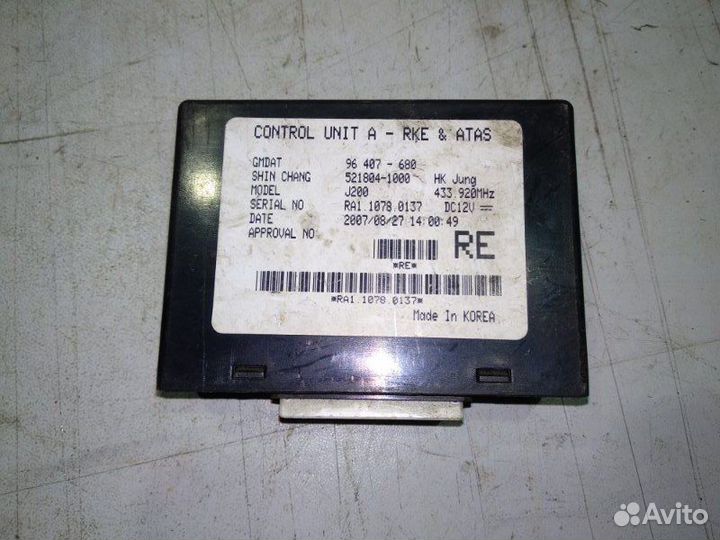 CONTROL UNIT A - RKE & ATAS
GMDAT 96 407 - 680
SHIN CHANG 521804-1000 HK Jung
MODEL J200 433.920MHz
SERIAL NO RA1.1078.0137 DC12V
DATE 2007/08/27 14:00:49
APPROVAL NO:
RE
*RE*
*RA1.1078.0137*
Made In KOREA
Avito